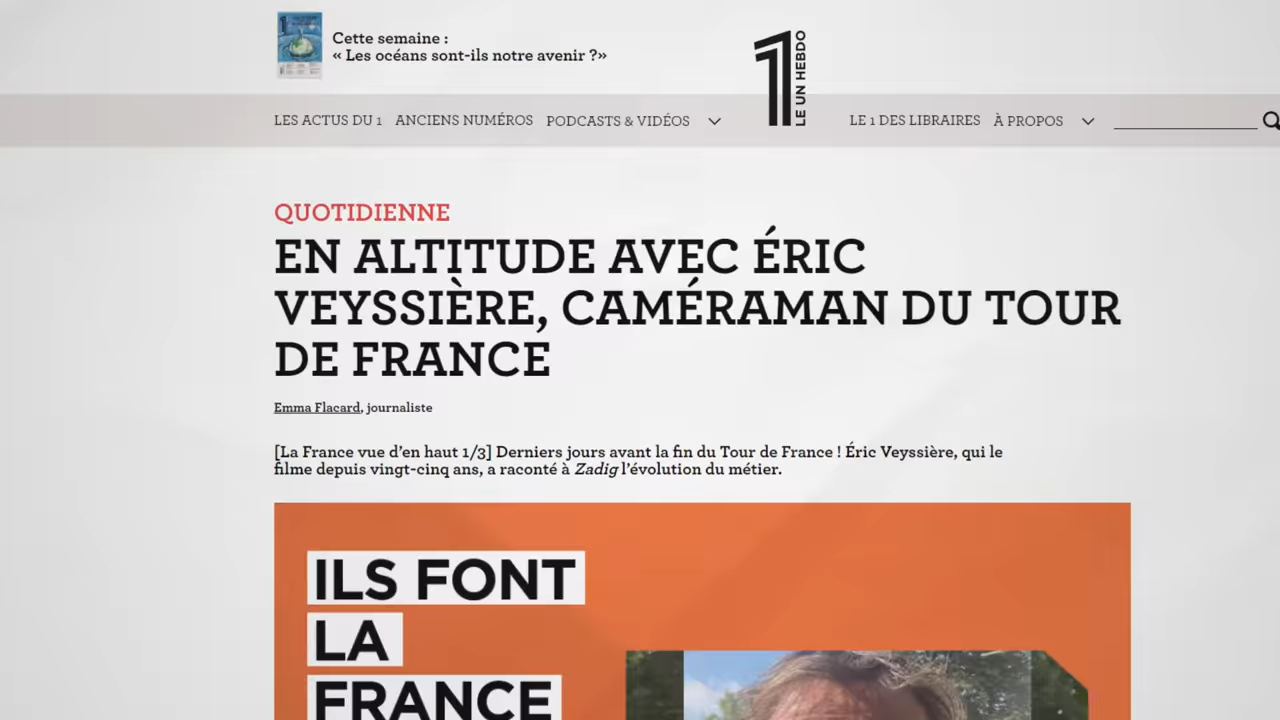 Cette semaine :
« Les océans sont-ils notre avenir ?»
1
LE UN HEBDO
LES ACTUS DU 1 ANCIENS NUMÉROS PODCASTS & VIDÉOS
LE 1 DES LIBRAIRES À PROPOS
QUOTIDIENNE
EN ALTITUDE AVEC ÉRIC
VEYSSIÈRE, CAMÉRAMAN DU TOUR
DE FRANCE
Emma Flacard, journaliste
[La France vue d'en haut 1/3] Derniers jours avant la fin du Tour de France ! Éric Veyssière, qui le
filme depuis vingt-cinq ans, a raconté à Zadig l'évolution du métier.
ILS FONT
LA
FRANCE